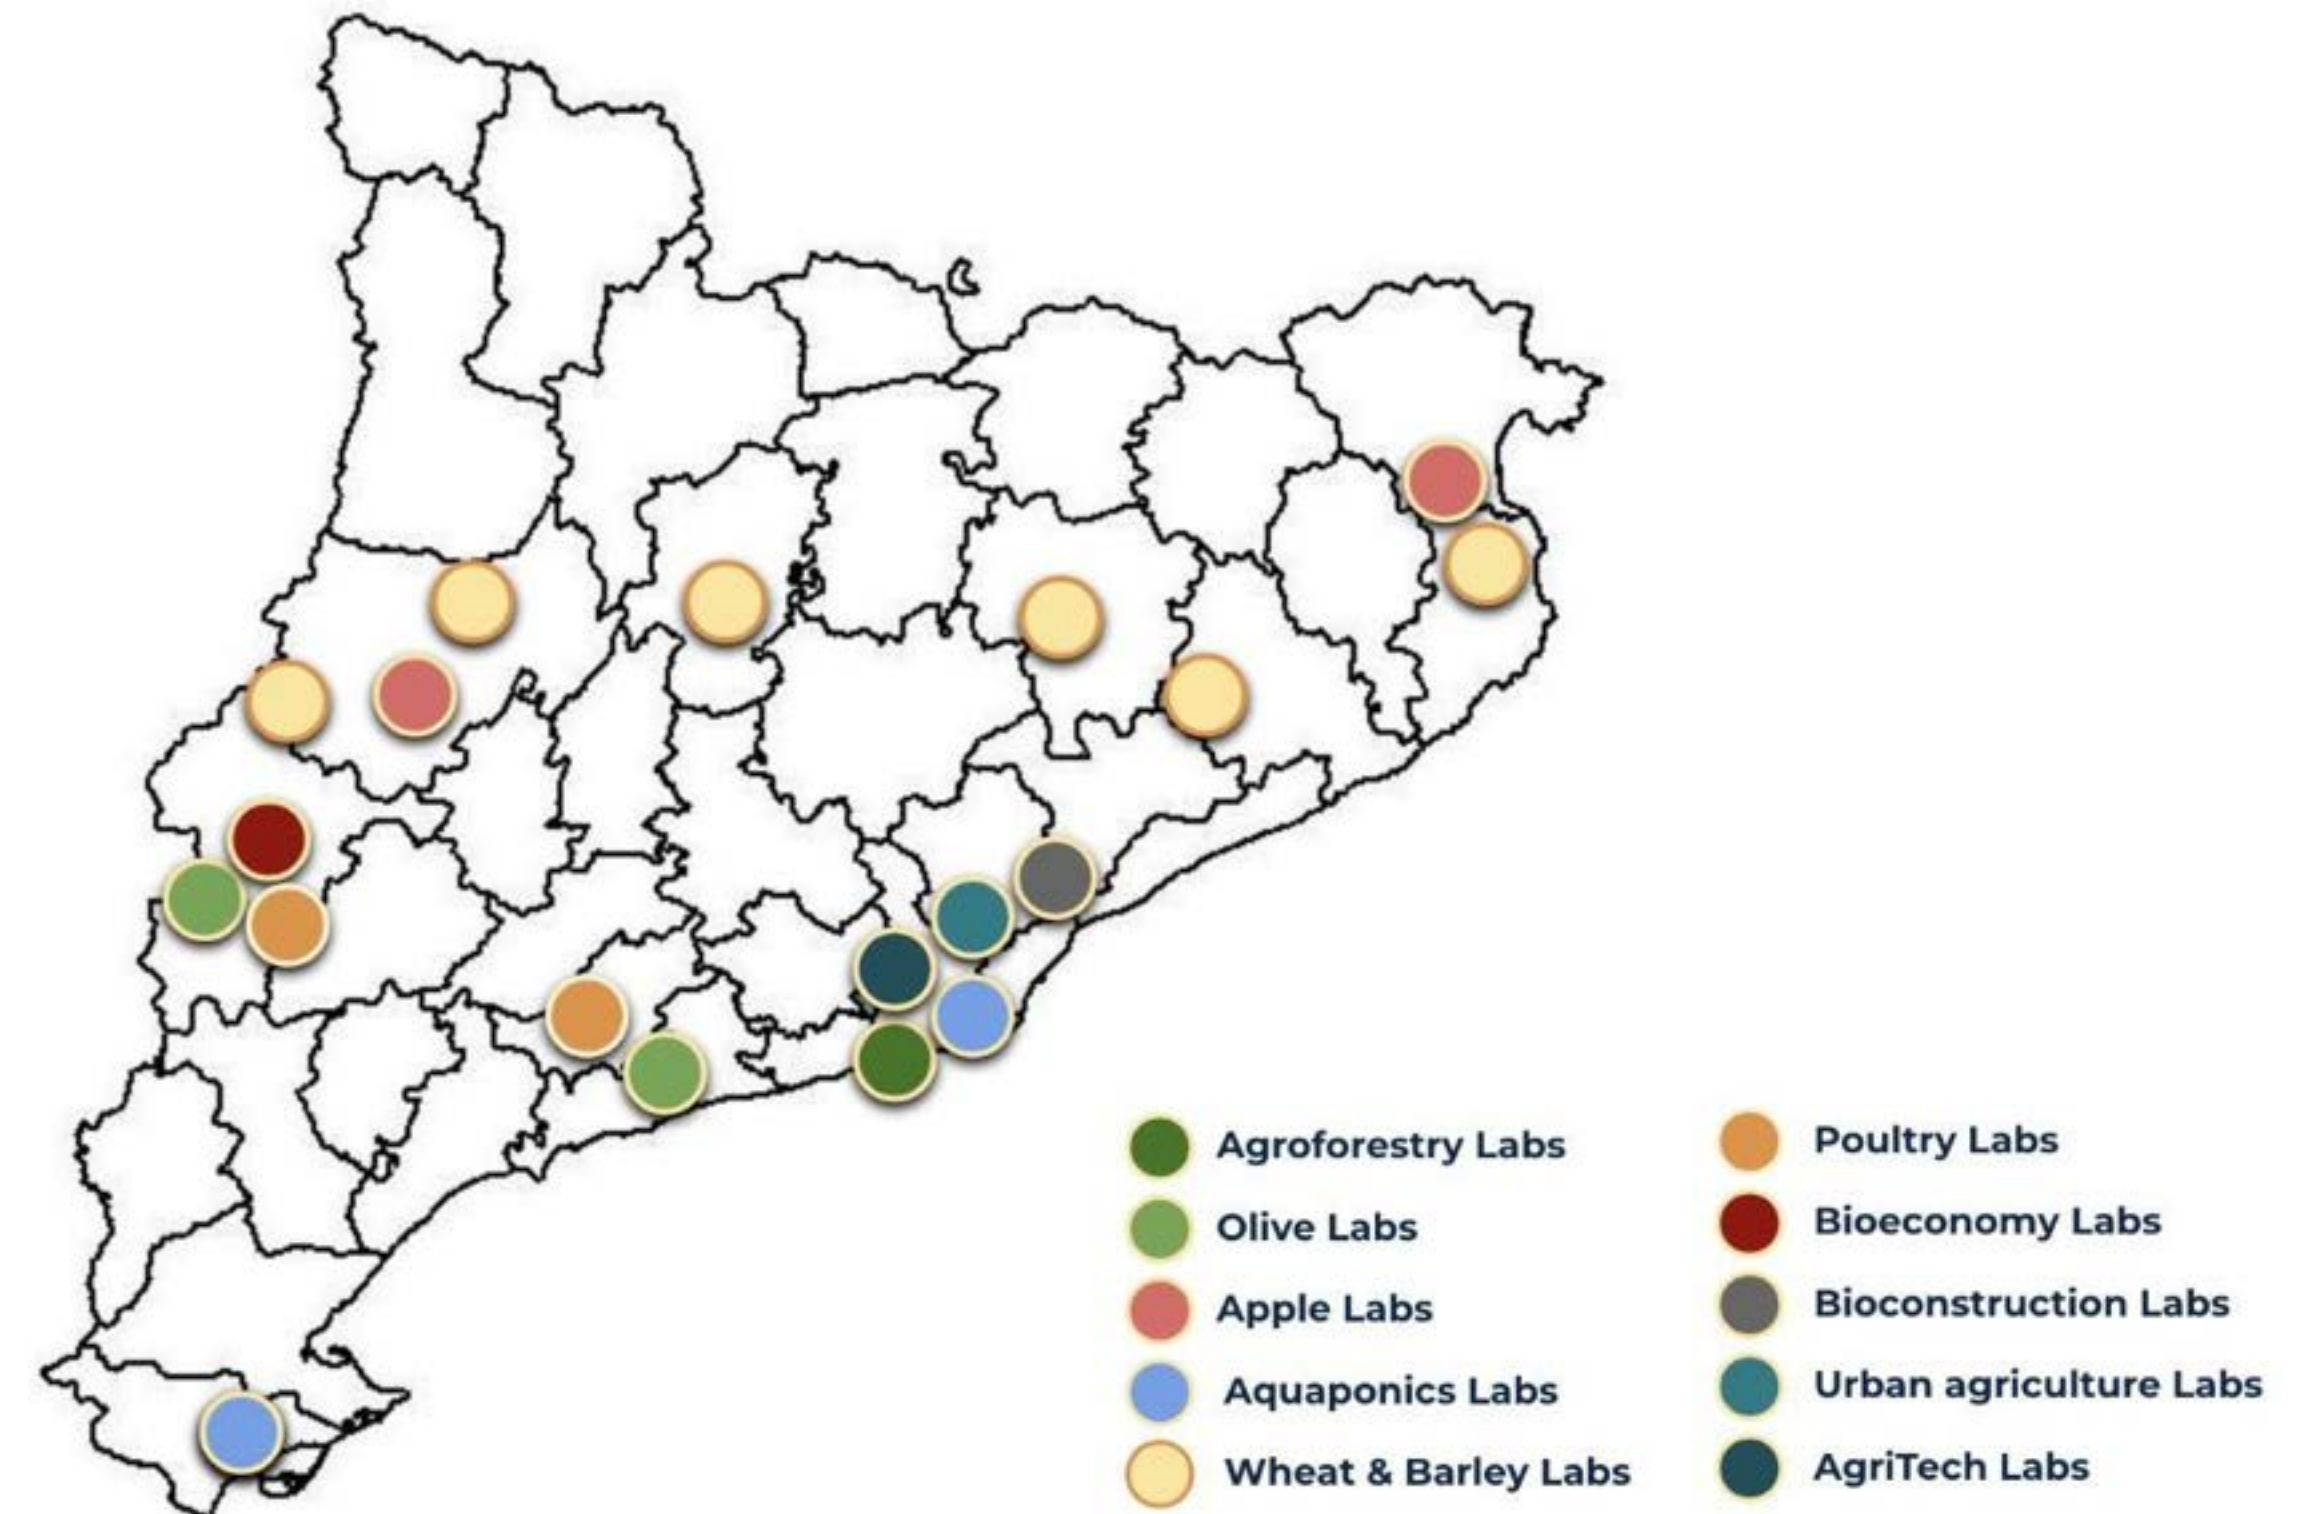 Agroforestry Labs
Olive Labs
Apple Labs
Aquaponics Labs
Wheat & Barley Labs
Poultry Labs
Bioeconomy Labs
Bioconstruction Labs
Urban agriculture Labs
AgriTech Labs